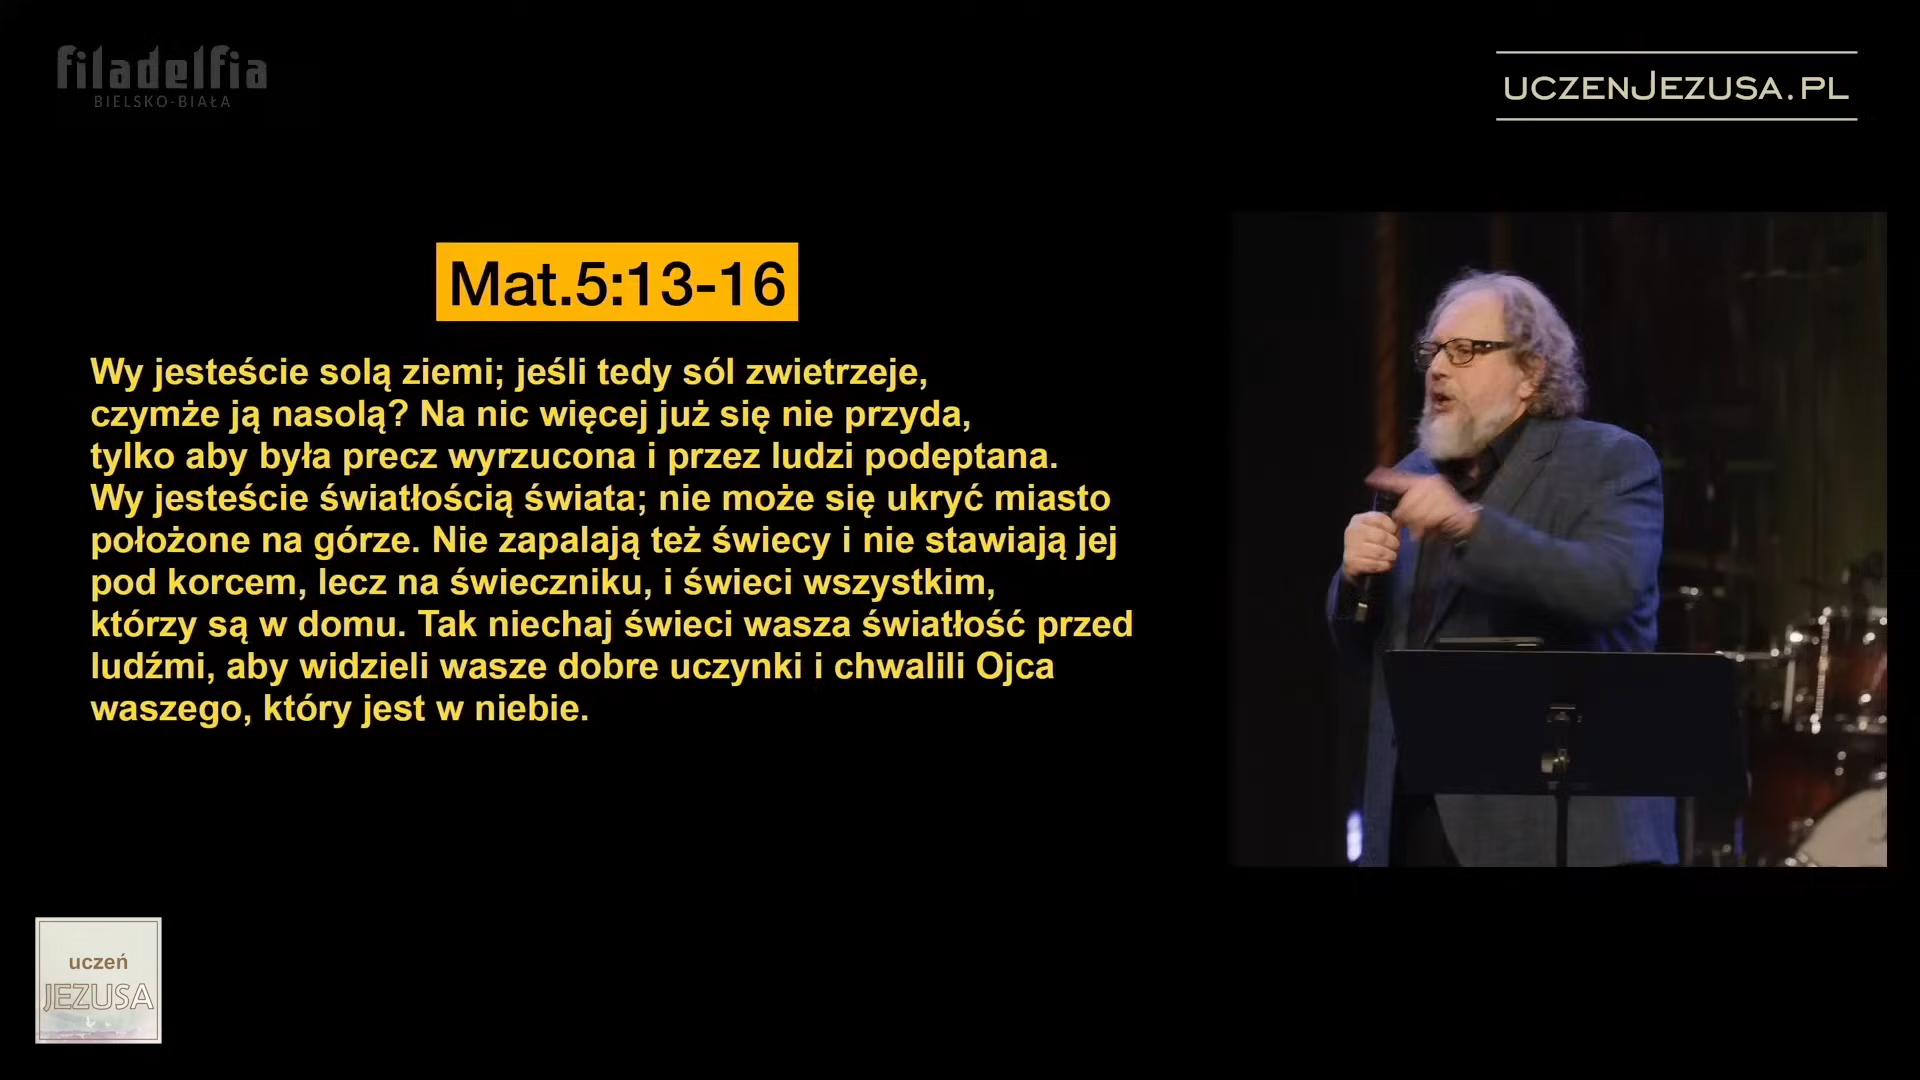 filadelfia
BIELSKO-BIAŁA
UCZENJEZUSA.PL
Mat.5:13-16
Wy jesteście solą ziemi; jeśli tedy sól zwietrzeje,
czymże ją nasolą? Na nic więcej już się nie przyda,
tylko aby była precz wyrzucona i przez ludzi podeptana.
Wy jesteście światłością świata; nie może się ukryć miasto
położone na górze. Nie zapalają też świecy i nie stawiają jej
pod korcem, lecz na świeczniku, i świeci wszystkim,
którzy są w domu. Tak niechaj świeci wasza światłość przed
ludźmi, aby widzieli wasze dobre uczynki i chwalili Ojca
waszego, który jest w niebie.
uczeń
JEZUSA